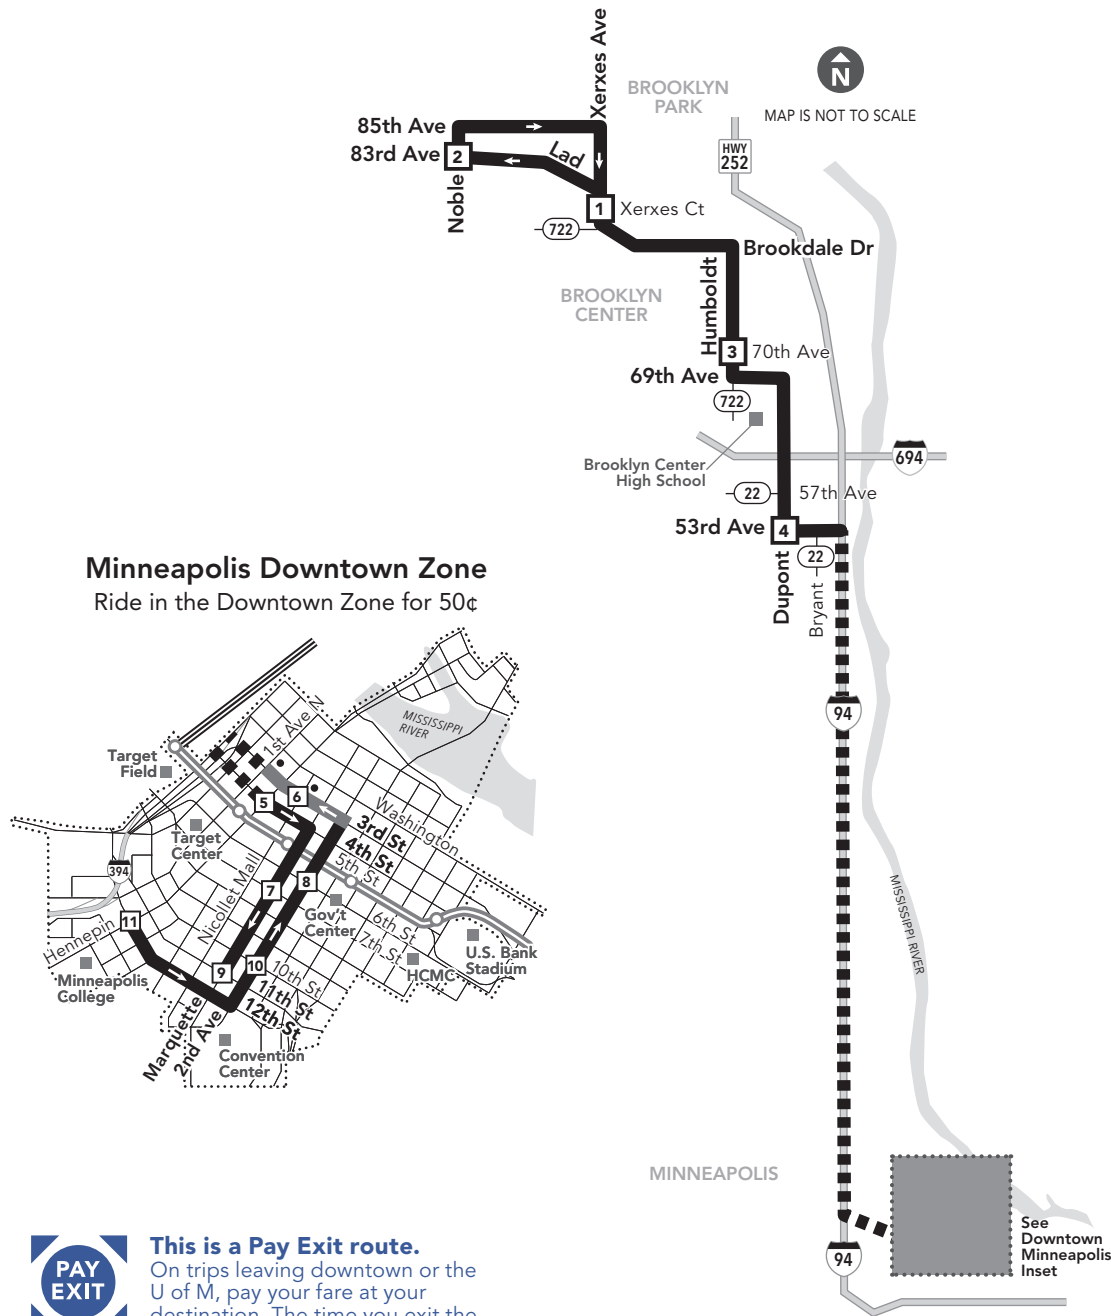 Xerxes Ave
BROOKLYN
PARK
N
MAP IS NOT TO SCALE
85th Ave
83rd Ave
2
Lad
HWY
252
Noble
1
Xerxes Ct
722
Brookdale Dr
BROOKLYN
CENTER
Humboldt
3
70th Ave
69th Ave
722
694
Brooklyn Center
High School
22
57th Ave
53rd Ave
4
22
Dupont
Bryant
94
MISSISSIPPI RIVER
MINNEAPOLIS
94
See
Downtown
Minneapolis
Inset
Minneapolis Downtown Zone
Ride in the Downtown Zone for 50¢
MISSISSIPPI
RIVER
1st Ave N
Target
Field
5
6
Washington
Target
Center
3rd St
4th St
5th St
394
Nicollet Mall
7
8
Gov't
Center
6th St
7th St
11
Hennepin
U.S. Bank
Stadium
HCMC
9
10
10th St
11th St
12th St
Minneapolis
College
Marquette
2nd Ave
Convention
Center
PAY
EXIT
This is a Pay Exit route.
On trips leaving downtown or the
U of M, pay your fare at your
destination. The time you exit the